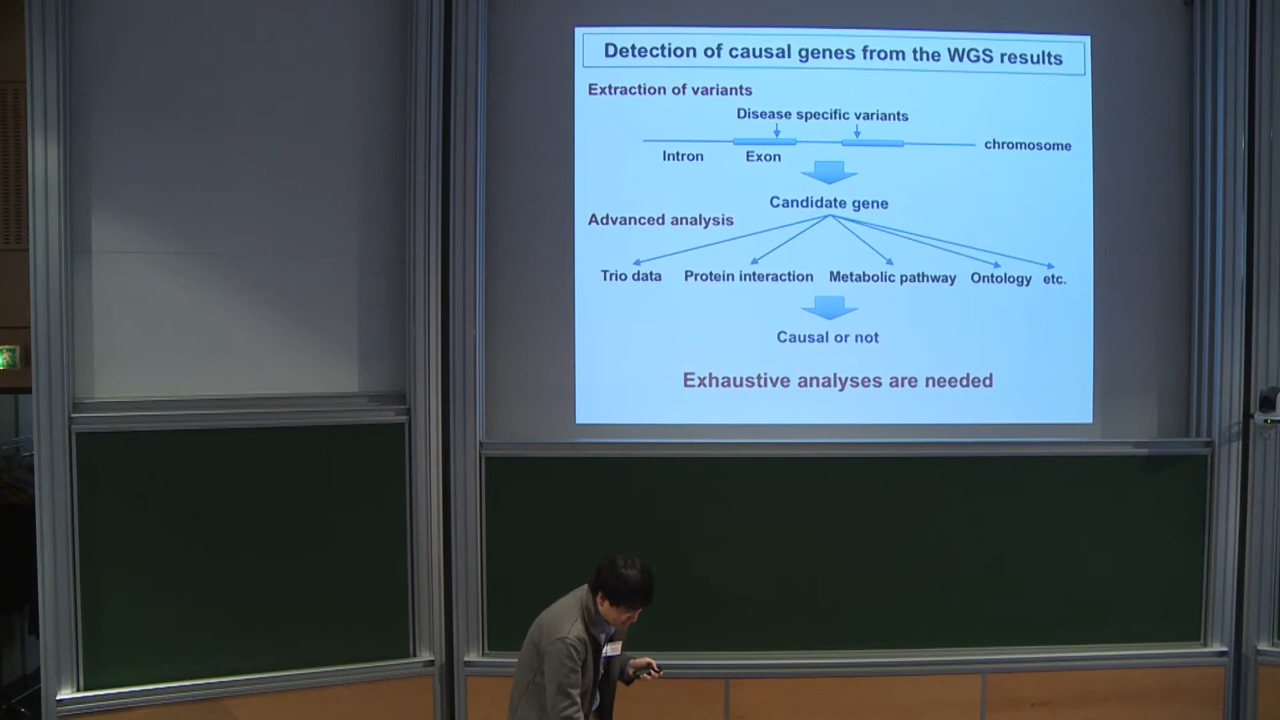 Detection of causal genes from the WGS results
Extraction of variants
Disease specific variants
chromosome
Intron Exon
Candidate gene
Advanced analysis
Trio data Protein interaction Metabolic pathway Ontology etc.
Causal or not
Exhaustive analyses are needed